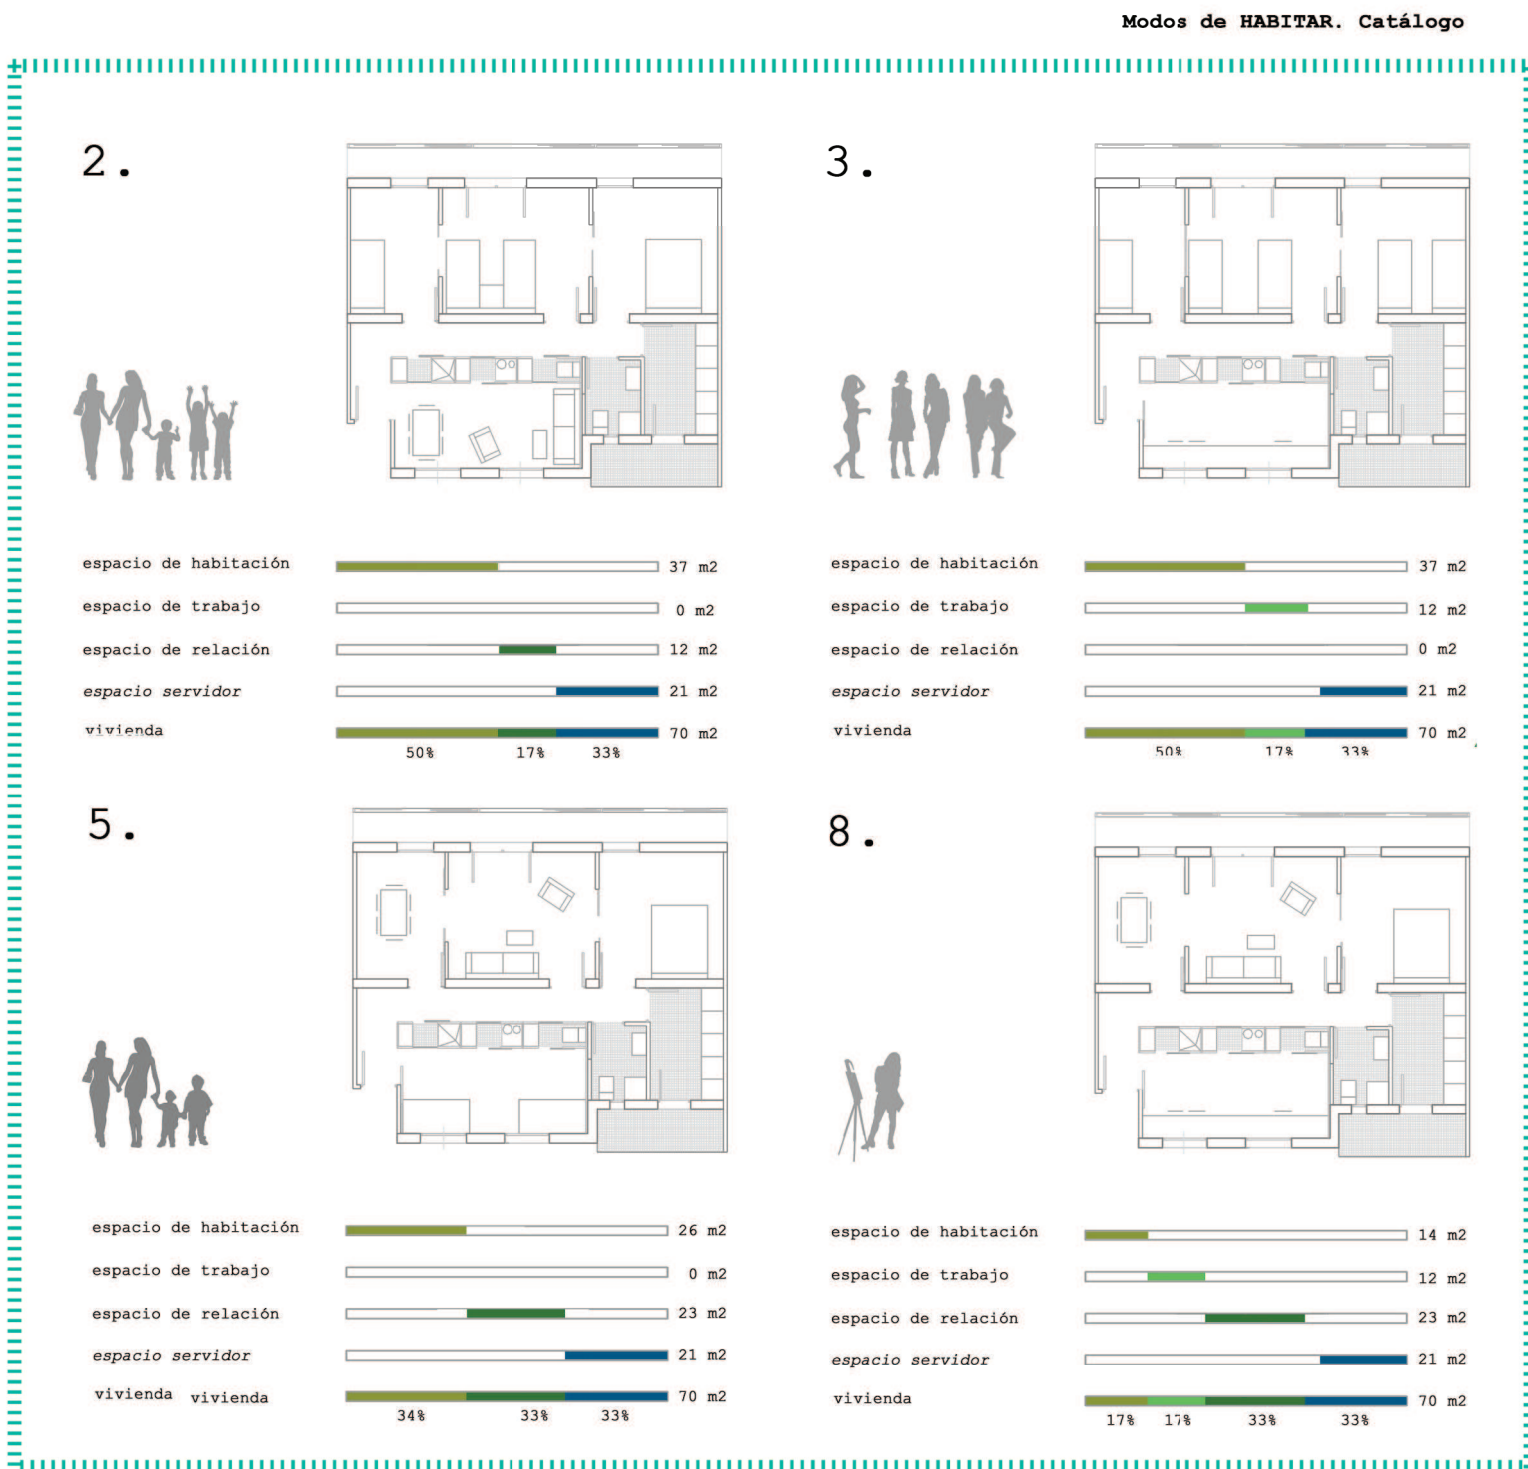 Modos de HABITAR. Catálogo
2.
espacio de habitación 37 m2
espacio de trabajo 0 m2
espacio de relación 12 m2
espacio servidor 21 m2
vivienda 70 m2
50% 17% 33%
3.
espacio de habitación 37 m2
espacio de trabajo 12 m2
espacio de relación 0 m2
espacio servidor 21 m2
vivienda 70 m2
50% 17% 33%
5.
espacio de habitación 26 m2
espacio de trabajo 0 m2
espacio de relación 23 m2
espacio servidor 21 m2
vivienda vivienda 70 m2
34% 33% 33%
8.
espacio de habitación 14 m2
espacio de trabajo 12 m2
espacio de relación 23 m2
espacio servidor 21 m2
vivienda 70 m2
17% 17% 33% 33%